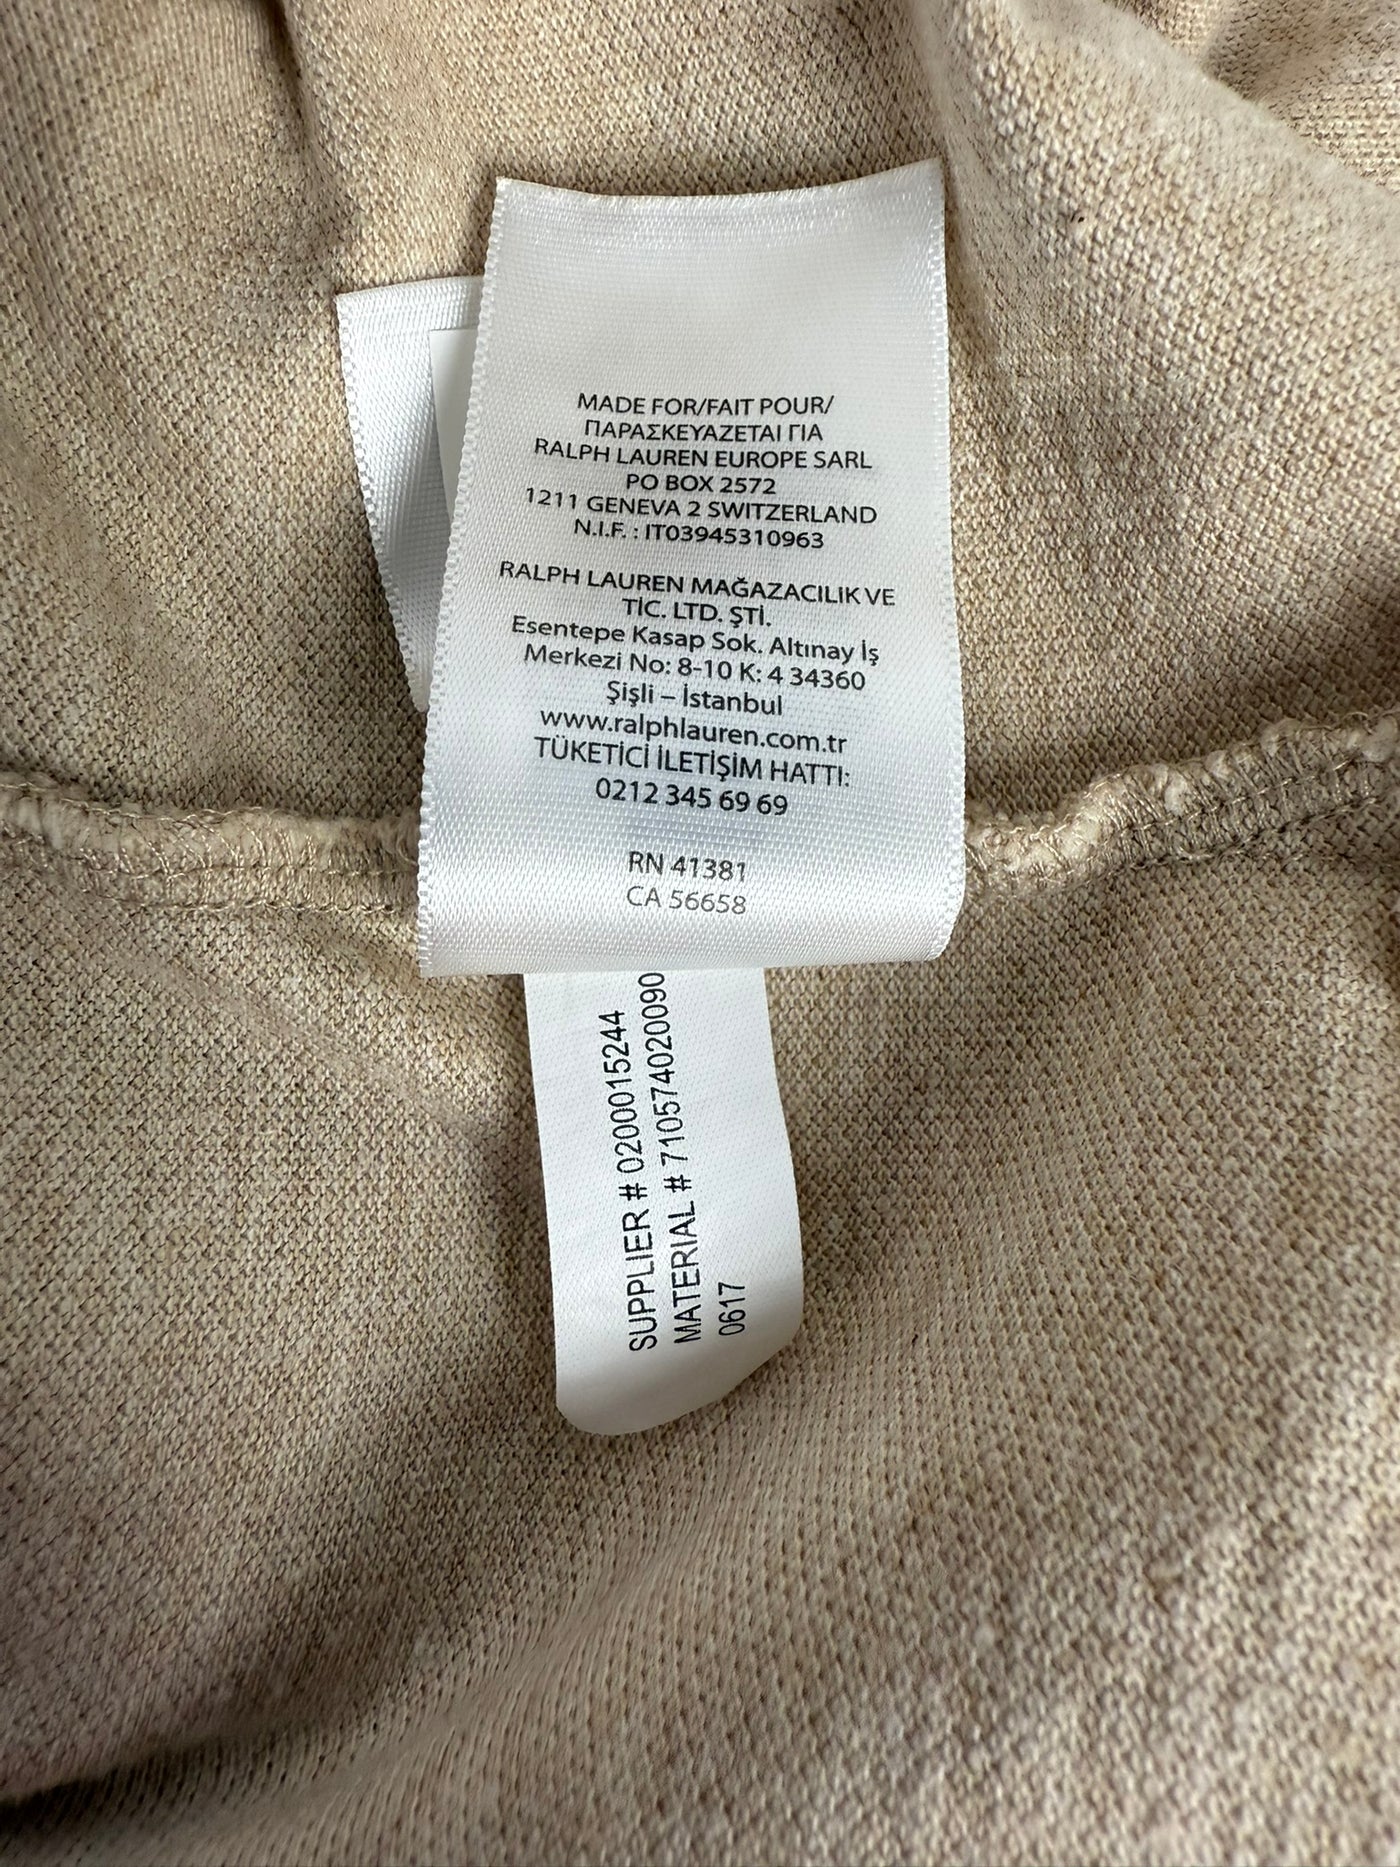 MADE FOR/FAIT POUR/
ΠΑΡΑΣΚΕΥΑΖΕΤΑΙ ΓΙΑ
RALPH LAUREN EUROPE SARL
PO BOX 2572
1211 GENEVA 2 SWITZERLAND
N.I.F. : IT03945310963
RALPH LAUREN MAĞAZACILIK VE
TİC. LTD. ŞTİ.
Esentepe Kasap Sok. Altınay İş
Merkezi No: 8-10 K: 4 34360
Şişli – İstanbul
www.ralphlauren.com.tr
TÜKETİCİ İLETİŞİM HATTI:
0212 345 69 69
RN 41381
CA 56658
SUPPLIER # 0200015244
MATERIAL # 710574020090
0617